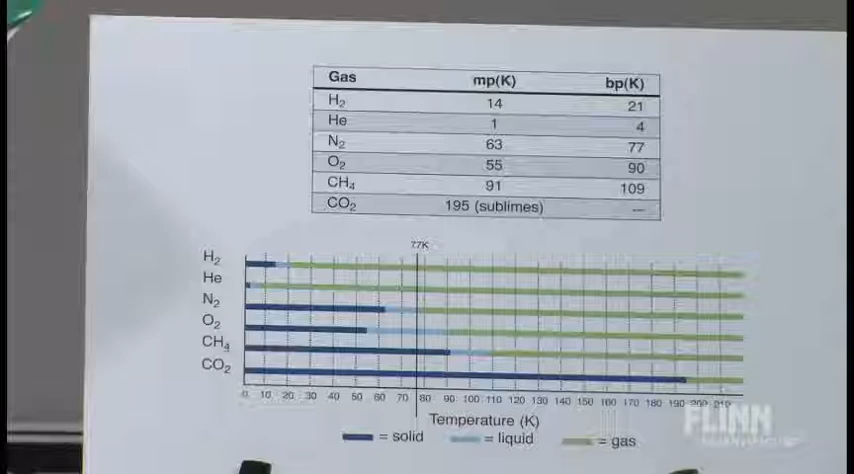 Gas mp(K) bp(K)
H₂ 14 21
He 1 4
N₂ 63 77
O₂ 55 90
CH₄ 91 109
CO₂ 195 (sublimes) —
77K
H₂
He
N₂
O₂
CH₄
CO₂
0 10 20 30 40 50 60 70 80 90 100 110 120 130 140 150 160 170 180 190 200 210
Temperature (K)
= solid = liquid = gas
FLINN